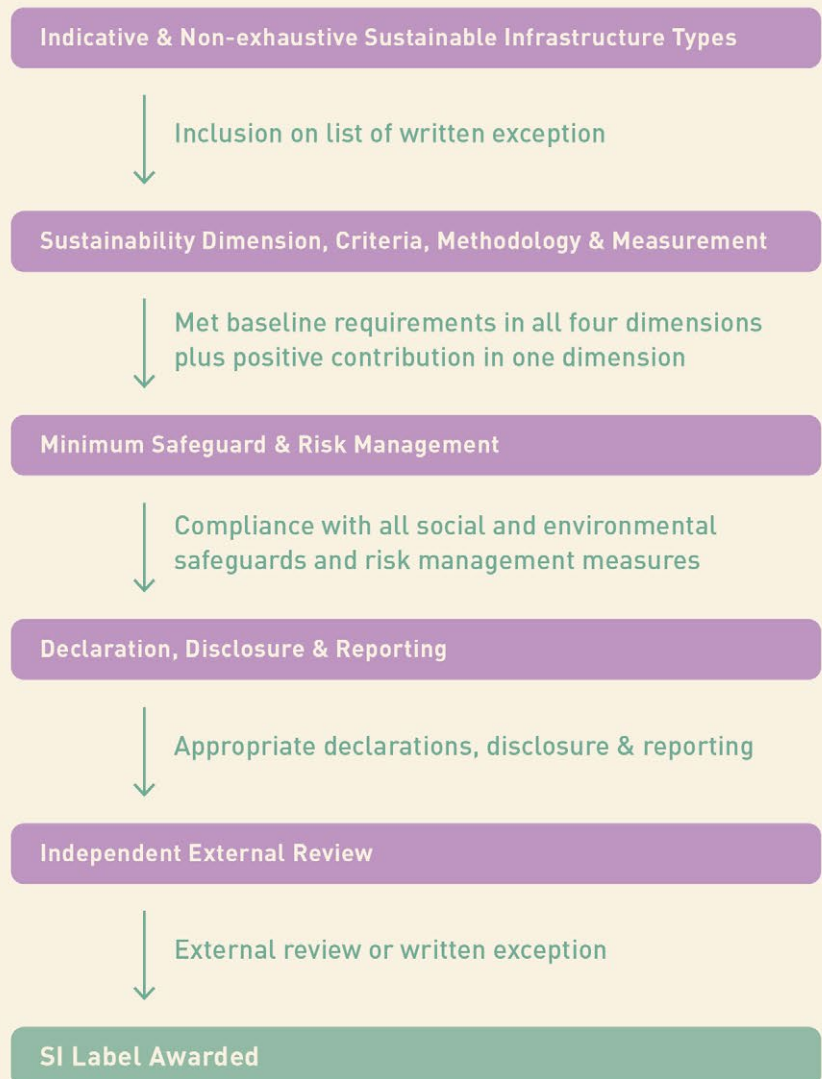 Indicative & Non-exhaustive Sustainable Infrastructure Types
Inclusion on list of written exception
Sustainability Dimension, Criteria, Methodology & Measurement
Met baseline requirements in all four dimensions
plus positive contribution in one dimension
Minimum Safeguard & Risk Management
Compliance with all social and environmental
safeguards and risk management measures
Declaration, Disclosure & Reporting
Appropriate declarations, disclosure & reporting
Independent External Review
External review or written exception
SI Label Awarded